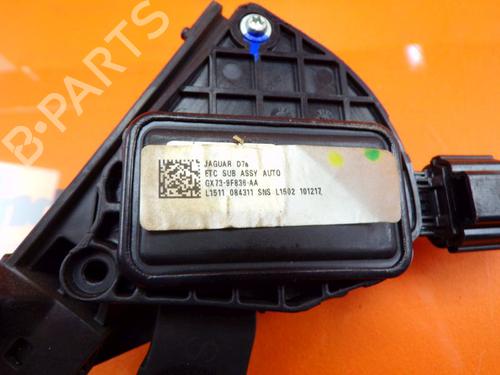 B-PARTS
JAGUAR D7a
ETC SUB ASSY AUTO
GX73-9F836-AA
L1511 084311 SNS L1502 101217